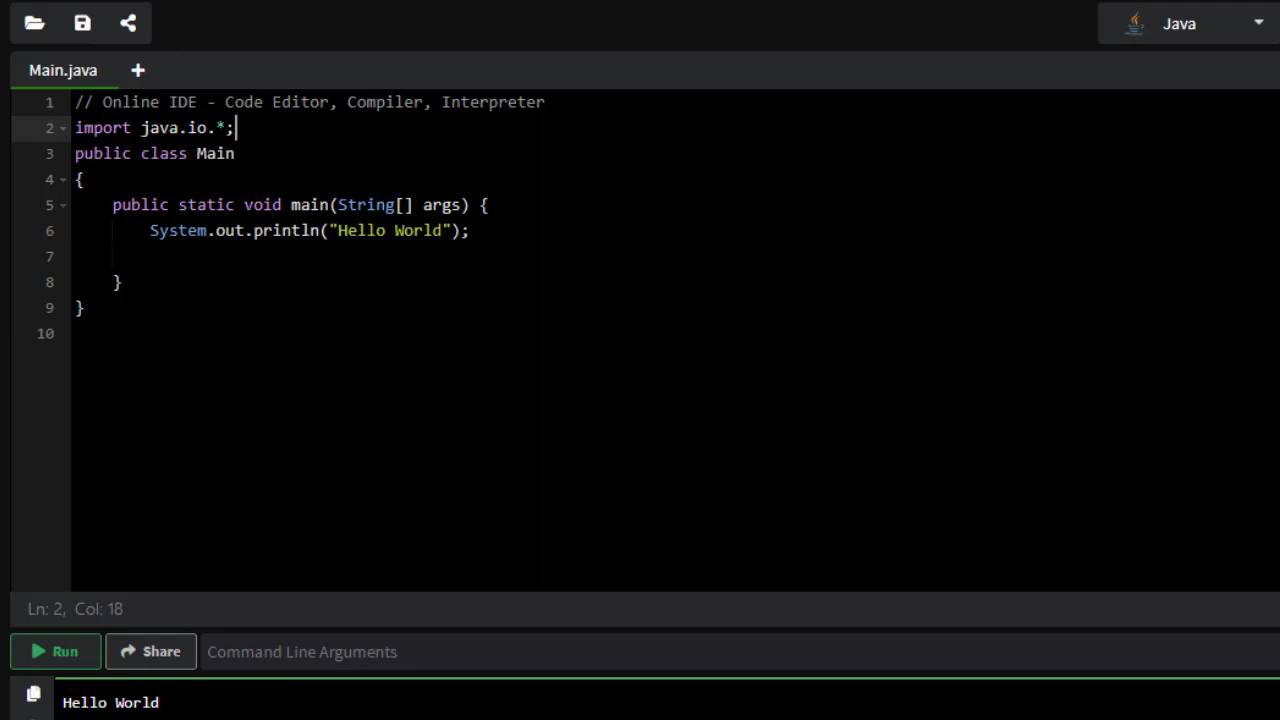 Java
Main.java
1 // Online IDE - Code Editor, Compiler, Interpreter
2 import java.io.*;
3 public class Main
4 {
5 public static void main(String[] args) {
6 System.out.println("Hello World");
7
8 }
9 }
10
Ln: 2, Col: 18
Run Share Command Line Arguments
Hello World